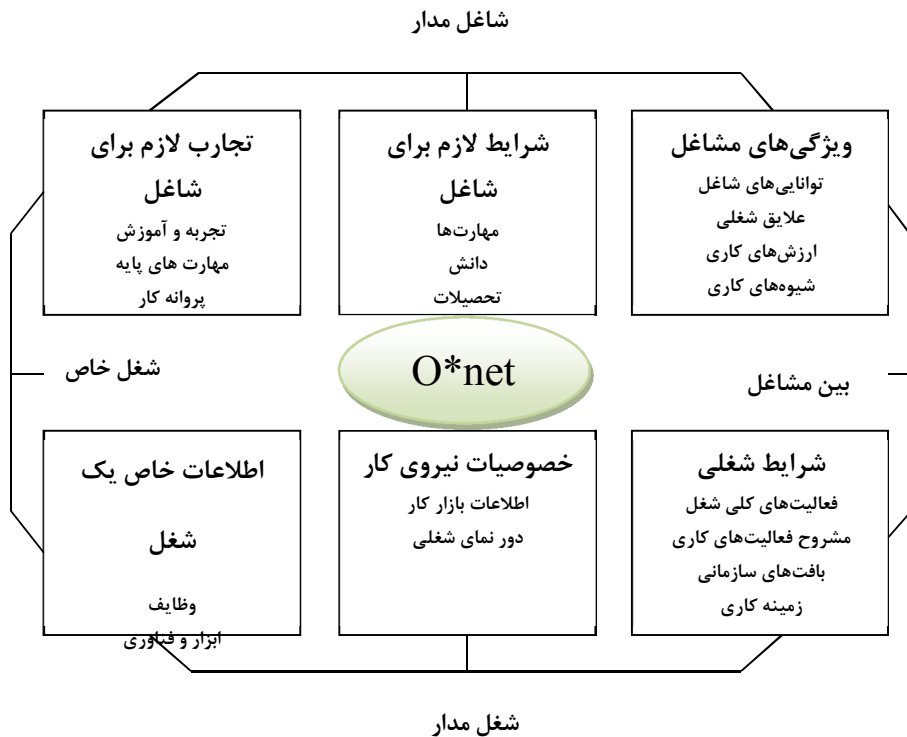 شاغل مدار
ویژگی‌های مشاغل
توانایی‌های شاغل
علایق شغلی
ارزش‌های کاری
شیوه‌های کاری
شرایط لازم برای
شاغل
مهارت‌ها
دانش
تحصیلات
تجارب لازم برای
شاغل
تجربه و آموزش
مهارت های پایه
پروانه کار
بین مشاغل
O*net
شغل خاص
شرایط شغلی
فعالیت‌های کلی شغل
مشروح فعالیت‌های کاری
بافت‌های سازمانی
زمینه کاری
خصوصیات نیروی کار
اطلاعات بازار کار
دور نمای شغلی
اطلاعات خاص یک
شغل
وظایف
ابزار و فناوری
شغل مدار